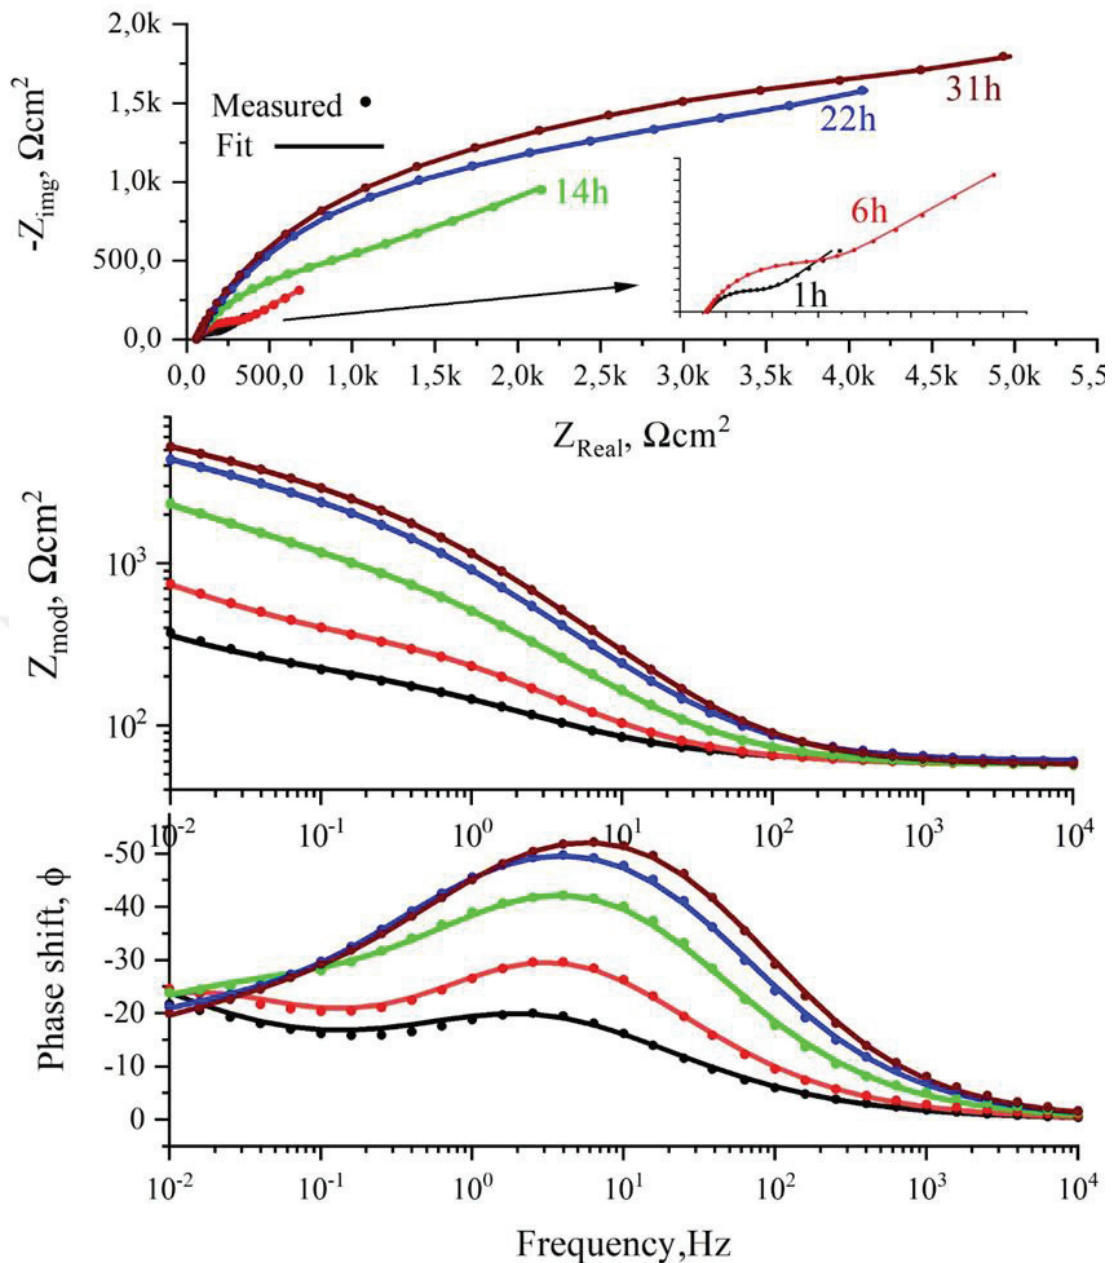 2,0k
1,5k
1,0k
500,0
0,0
-Z_img, Ωcm²
Measured
Fit
31h
22h
14h
6h
1h
0,0 500,0 1,0k 1,5k 2,0k 2,5k 3,0k 3,5k 4,0k 4,5k 5,0k 5,5
Z_Real, Ωcm²
Z_mod, Ωcm²
10³
10²
10⁻² 10⁻¹ 10⁰ 10¹ 10² 10³ 10⁴
Phase shift, ϕ
-50
-40
-30
-20
-10
0
10⁻² 10⁻¹ 10⁰ 10¹ 10² 10³ 10⁴
Frequency,Hz